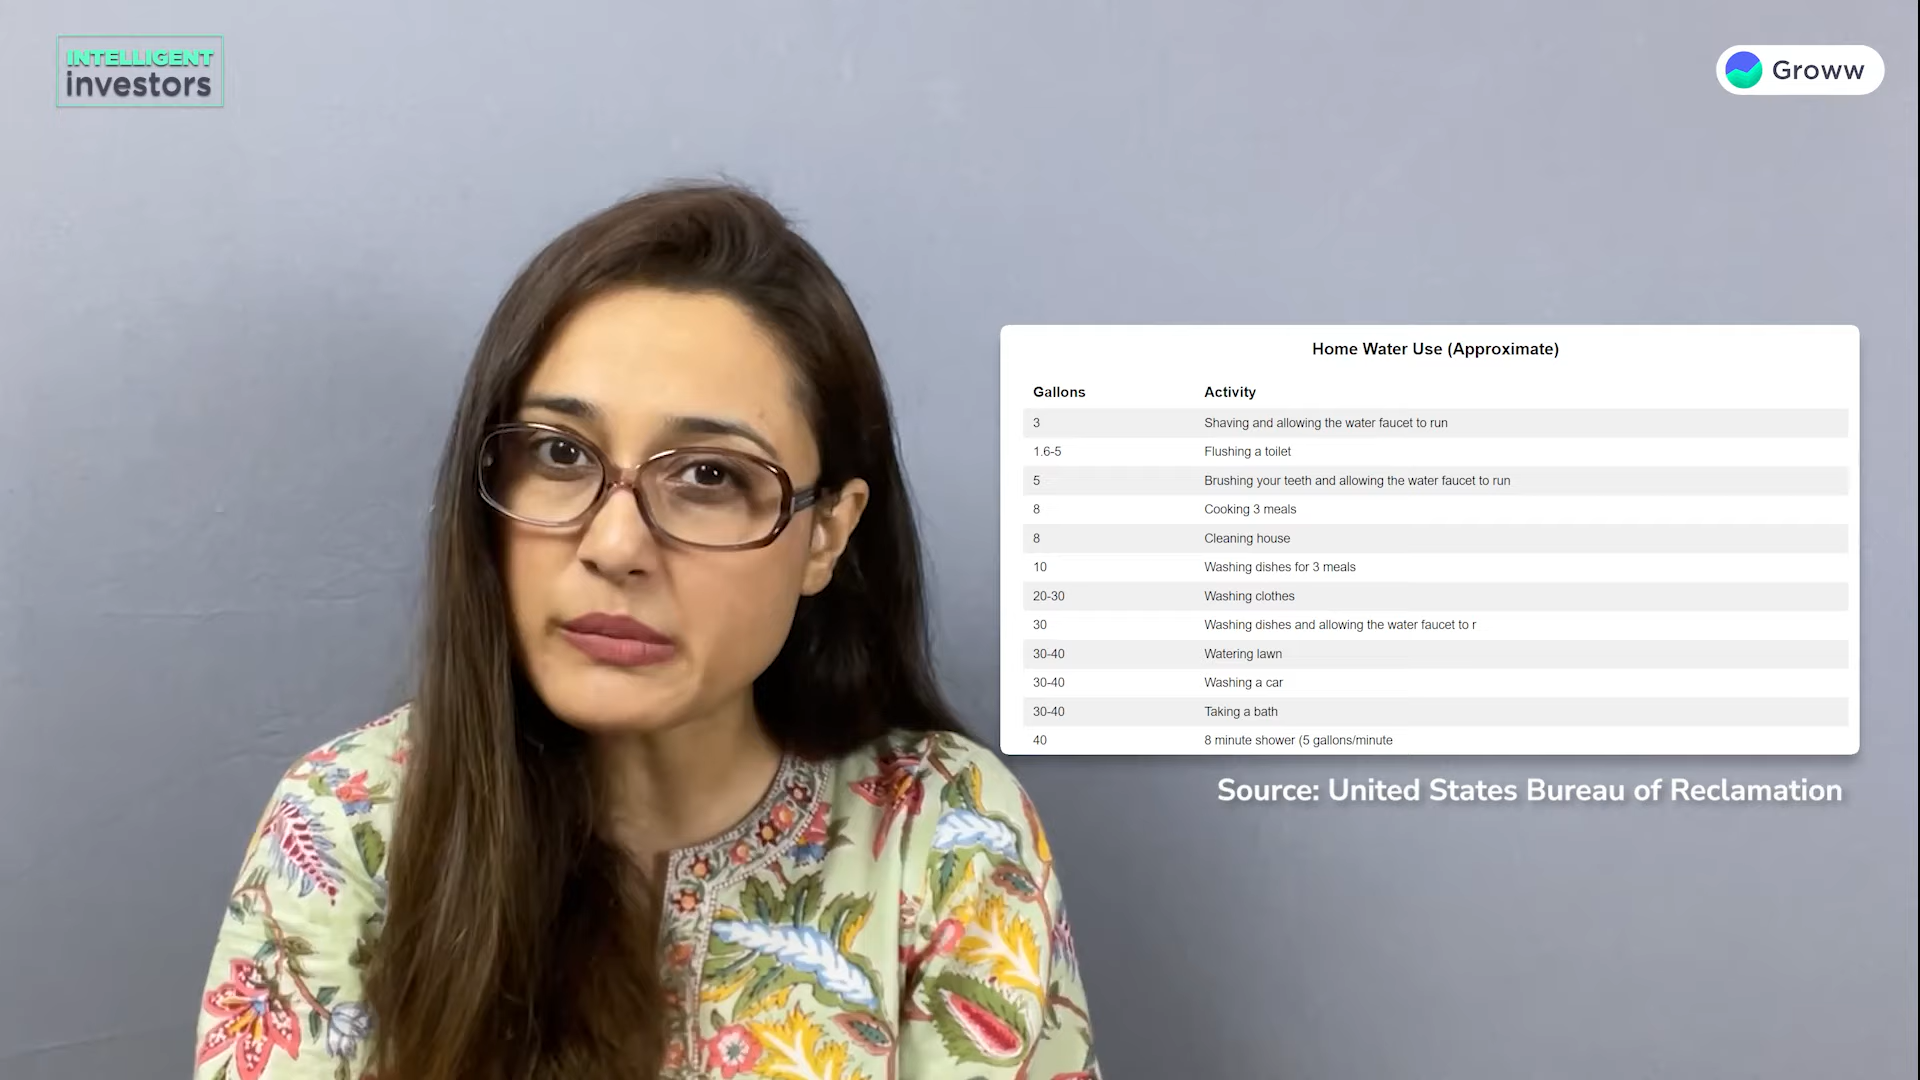 INTELLIGENT
investors
Groww
Home Water Use (Approximate)
Gallons Activity
3 Shaving and allowing the water faucet to run
1.6-5 Flushing a toilet
5 Brushing your teeth and allowing the water faucet to run
8 Cooking 3 meals
8 Cleaning house
10 Washing dishes for 3 meals
20-30 Washing clothes
30 Washing dishes and allowing the water faucet to r
30-40 Watering lawn
30-40 Washing a car
30-40 Taking a bath
40 8 minute shower (5 gallons/minute
Source: United States Bureau of Reclamation